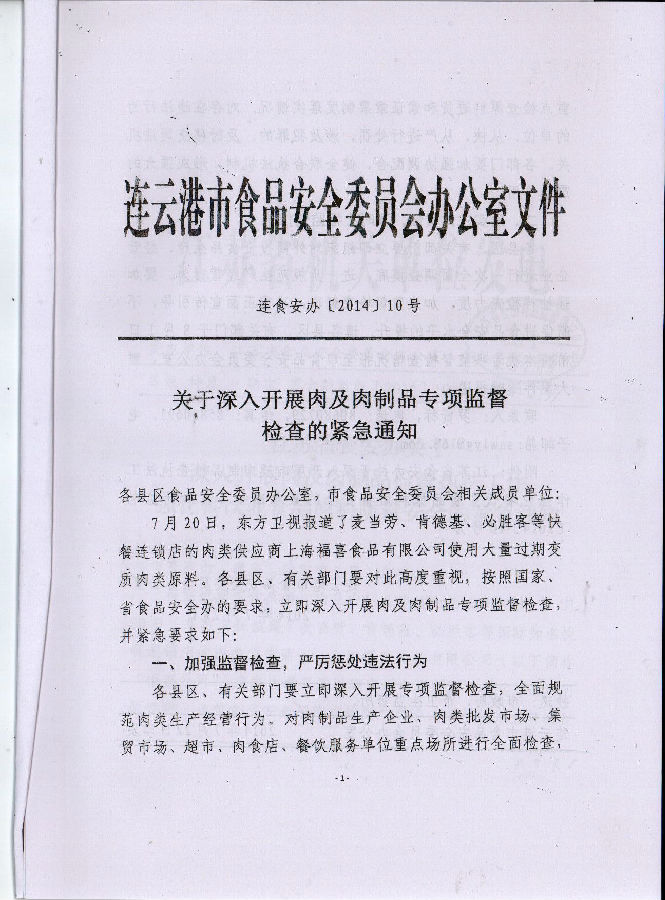 连云港市食品安全委员会办公室文件
连食安办〔2014〕10号
关于深入开展肉及肉制品专项监督
检查的紧急通知
各县区食品安全委员办公室，市食品安全委员会相关成员单位：
7月20日，东方卫视报道了麦当劳、肯德基、必胜客等快
餐连锁店的肉类供应商上海福喜食品有限公司使用大量过期变
质肉类原料。各县区、有关部门要对此高度重视，按照国家、
省食品安全办的要求，立即深入开展肉及肉制品专项监督检查，
并紧急要求如下：
一、加强监督检查，严厉惩处违法行为
各县区、有关部门要立即深入开展专项监督检查，全面规
范肉类生产经营行为。对肉制品生产企业、肉类批发市场、集
贸市场、超市、肉食店、餐饮服务单位重点场所进行全面检查，
-1-